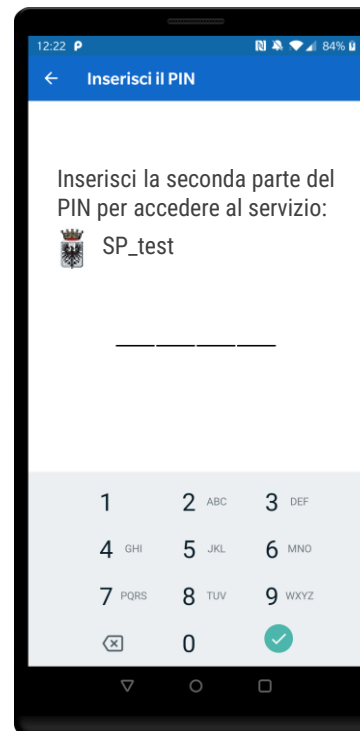 12:22 P 84%
Inserisci il PIN
Inserisci la seconda parte del
PIN per accedere al servizio:
SP_test
1 2 ABC 3 DEF
4 GHI 5 JKL 6 MNO
7 PQRS 8 TUV 9 WXYZ
0